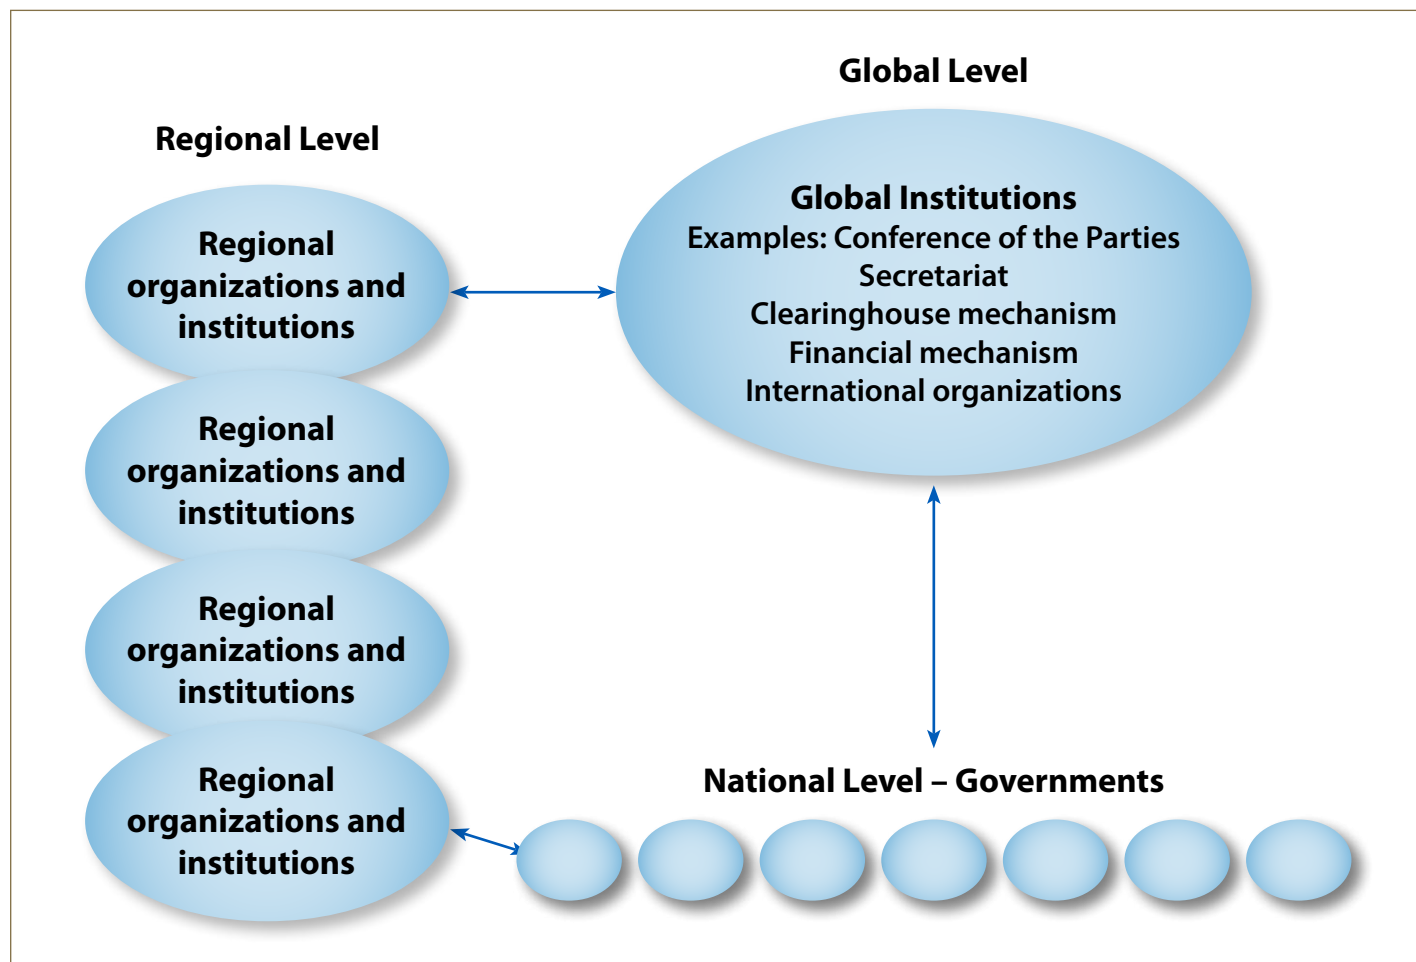 Global Level
Regional Level
Global Institutions
Examples: Conference of the Parties
Secretariat
Clearinghouse mechanism
Financial mechanism
International organizations
Regional
organizations and
institutions
Regional
organizations and
institutions
Regional
organizations and
institutions
Regional
organizations and
institutions
National Level – Governments